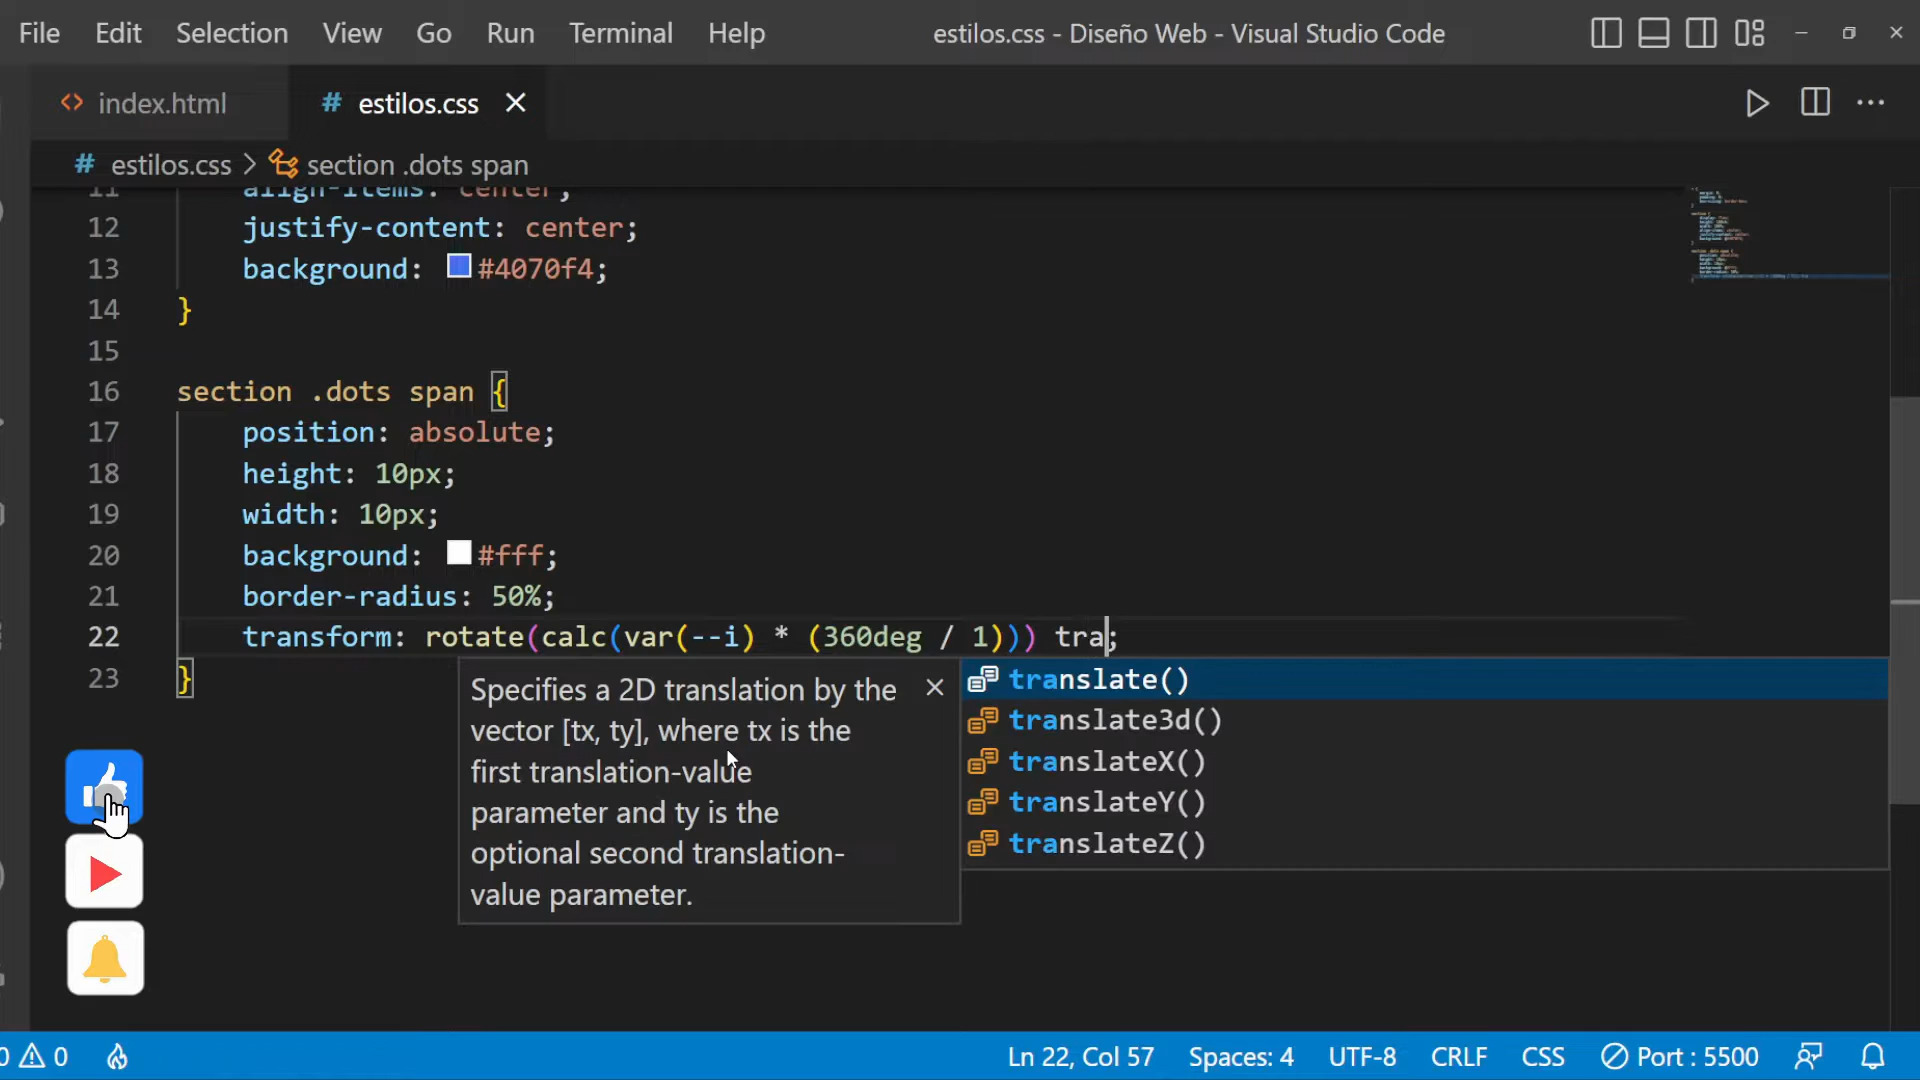 File Edit Selection View Go Run Terminal Help estilos.css - Diseño Web - Visual Studio Code
index.html estilos.css
estilos.css > section .dots span
11 align-items: center;
12 justify-content: center;
13 background: #4070f4;
14 }
15
16 section .dots span {
17 position: absolute;
18 height: 10px;
19 width: 10px;
20 background: #fff;
21 border-radius: 50%;
22 transform: rotate(calc(var(--i) * (360deg / 1))) tra;
23 }
Specifies a 2D translation by the
vector [tx, ty], where tx is the
first translation-value
parameter and ty is the
optional second translation-
value parameter.
translate()
translate3d()
translateX()
translateY()
translateZ()
0 0 Ln 22, Col 57 Spaces: 4 UTF-8 CRLF CSS Port : 5500